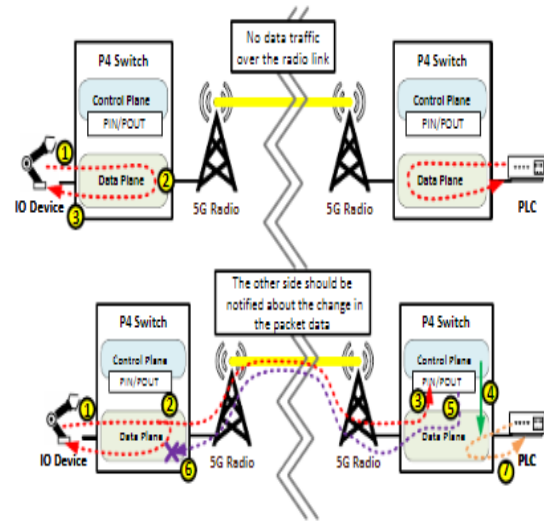 No data traffic
over the radio link
P4 Switch
Control Plane
PIN/POUT
Data Plane
1
2
3
IO Device
5G Radio
5G Radio
P4 Switch
Control Plane
PIN/POUT
Data Plane
PLC
The other side should be
notified about the change in
the packet data
P4 Switch
Control Plane
PIN/POUT
Data Plane
1
2
6
IO Device
5G Radio
5G Radio
P4 Switch
Control Plane
PIN/POUT
3
4
5
Data Plane
7
PLC